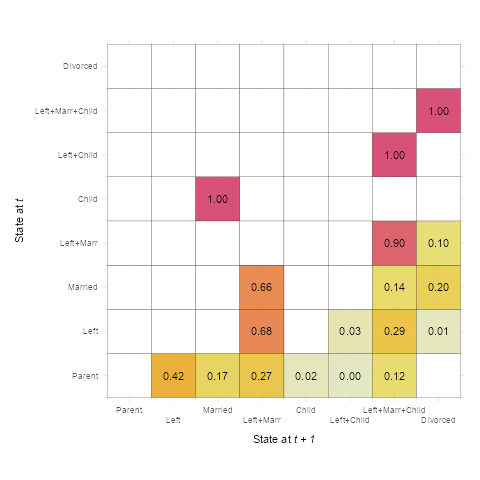 Divorced
Left+Marr+Child 1.00
Left+Child 1.00
Child 1.00
Left+Marr 0.90 0.10
Married 0.66 0.14 0.20
Left 0.68 0.03 0.29 0.01
Parent 0.42 0.17 0.27 0.02 0.00 0.12
State at t
Parent Married Child Left+Marr+Child
Left Left+Marr Left+Child Divorced
State at t + 1